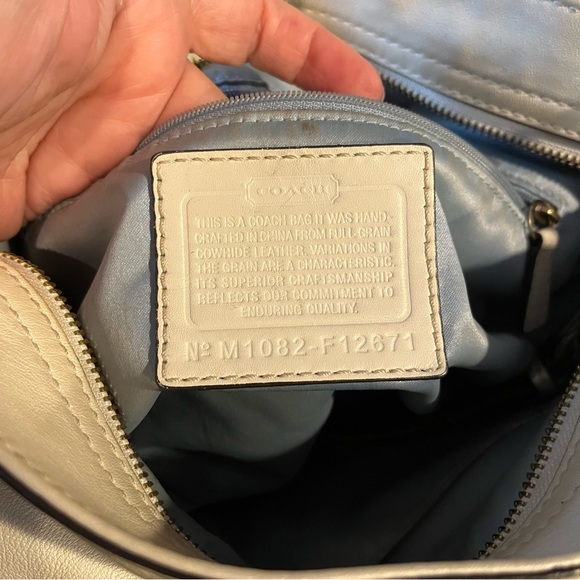 COACH
THIS IS A COACH BAG. IT WAS HAND-
CRAFTED IN CHINA FROM FULL-GRAIN
COWHIDE LEATHER. VARIATIONS IN
THE GRAIN ARE A CHARACTERISTIC.
ITS SUPERIOR CRAFTSMANSHIP
REFLECTS OUR COMMITMENT TO
ENDURING QUALITY.
Nº M1082-F12671